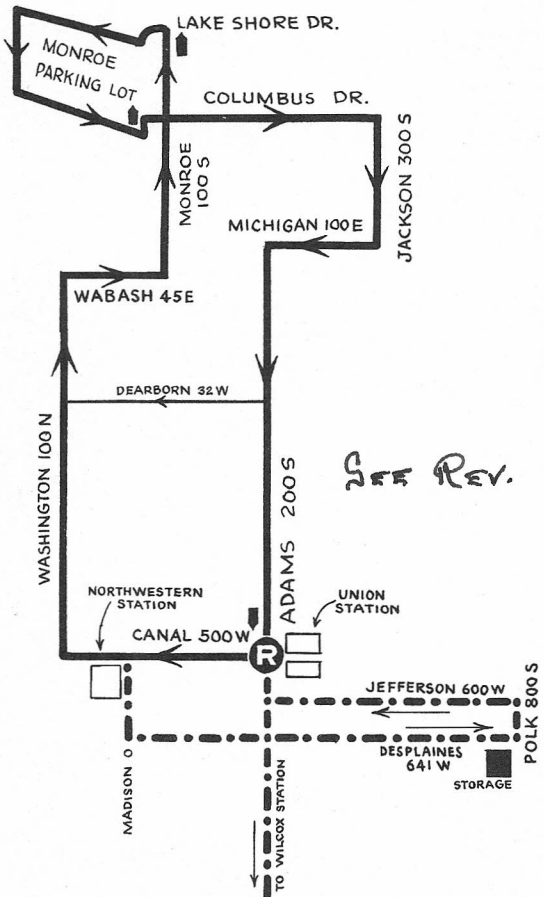 LAKE SHORE DR.
MONROE
PARKING LOT
COLUMBUS DR.
MONROE
100 S
JACKSON 300 S
MICHIGAN 100 E
WABASH 45 E
DEARBORN 32 W
WASHINGTON 100 N
ADAMS 200 S
SEE REV.
NORTHWESTERN
STATION
UNION
STATION
CANAL 500 W
R
JEFFERSON 600 W
POLK 800 S
DESPLAINES
641 W
STORAGE
MADISON 0
TO WILCOX STATION